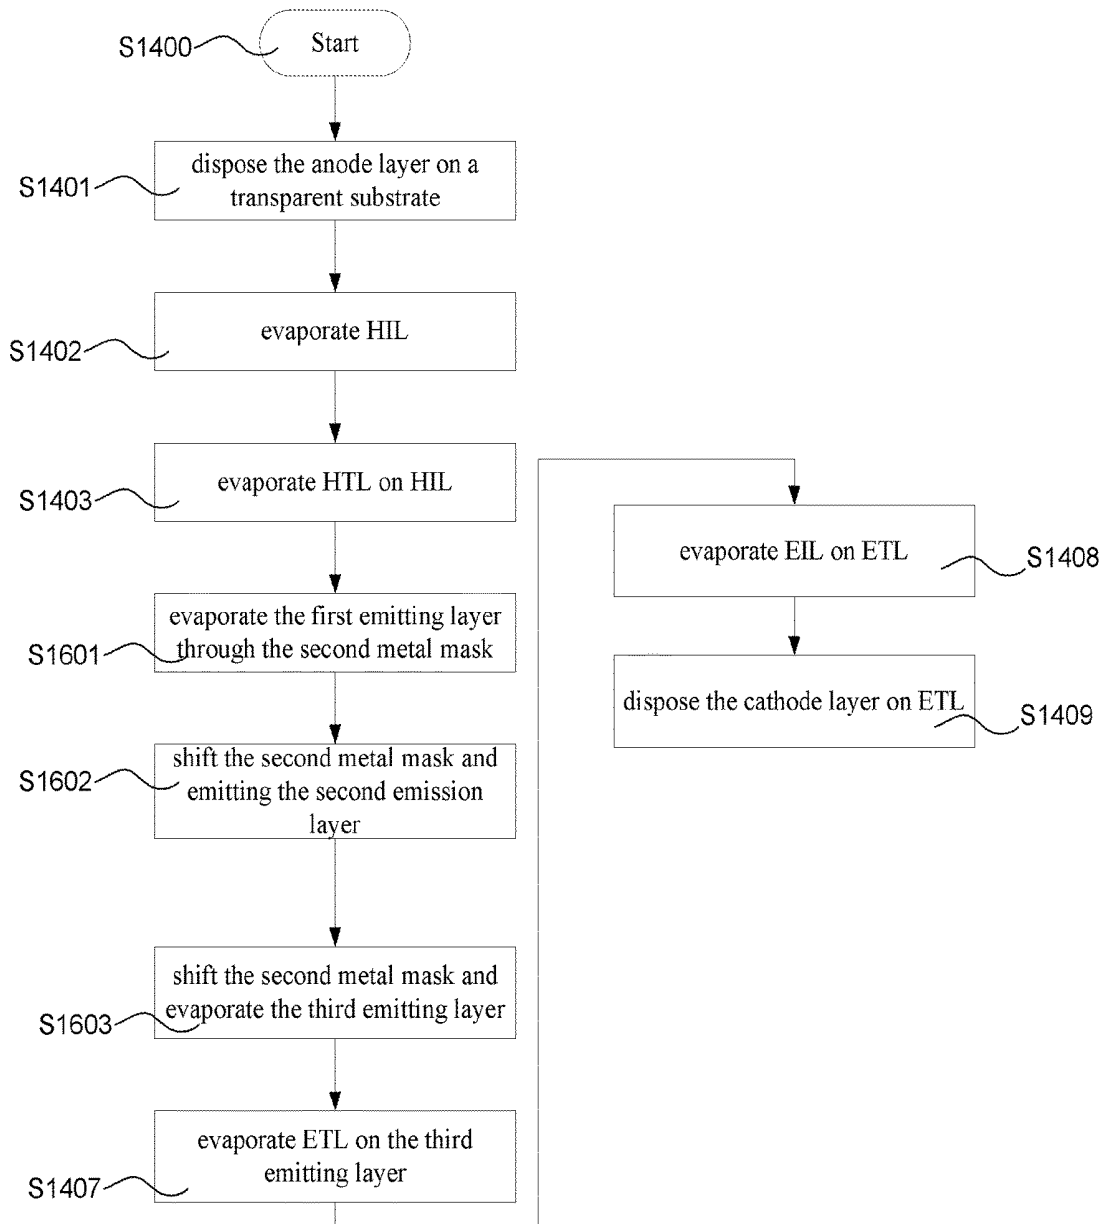 S1400
Start
S1401
dispose the anode layer on a
transparent substrate
S1402
evaporate HIL
S1403
evaporate HTL on HIL
S1601
evaporate the first emitting layer
through the second metal mask
S1602
shift the second metal mask and
emitting the second emission
layer
S1603
shift the second metal mask and
evaporate the third emitting layer
S1407
evaporate ETL on the third
emitting layer
evaporate EIL on ETL
S1408
dispose the cathode layer on ETL
S1409